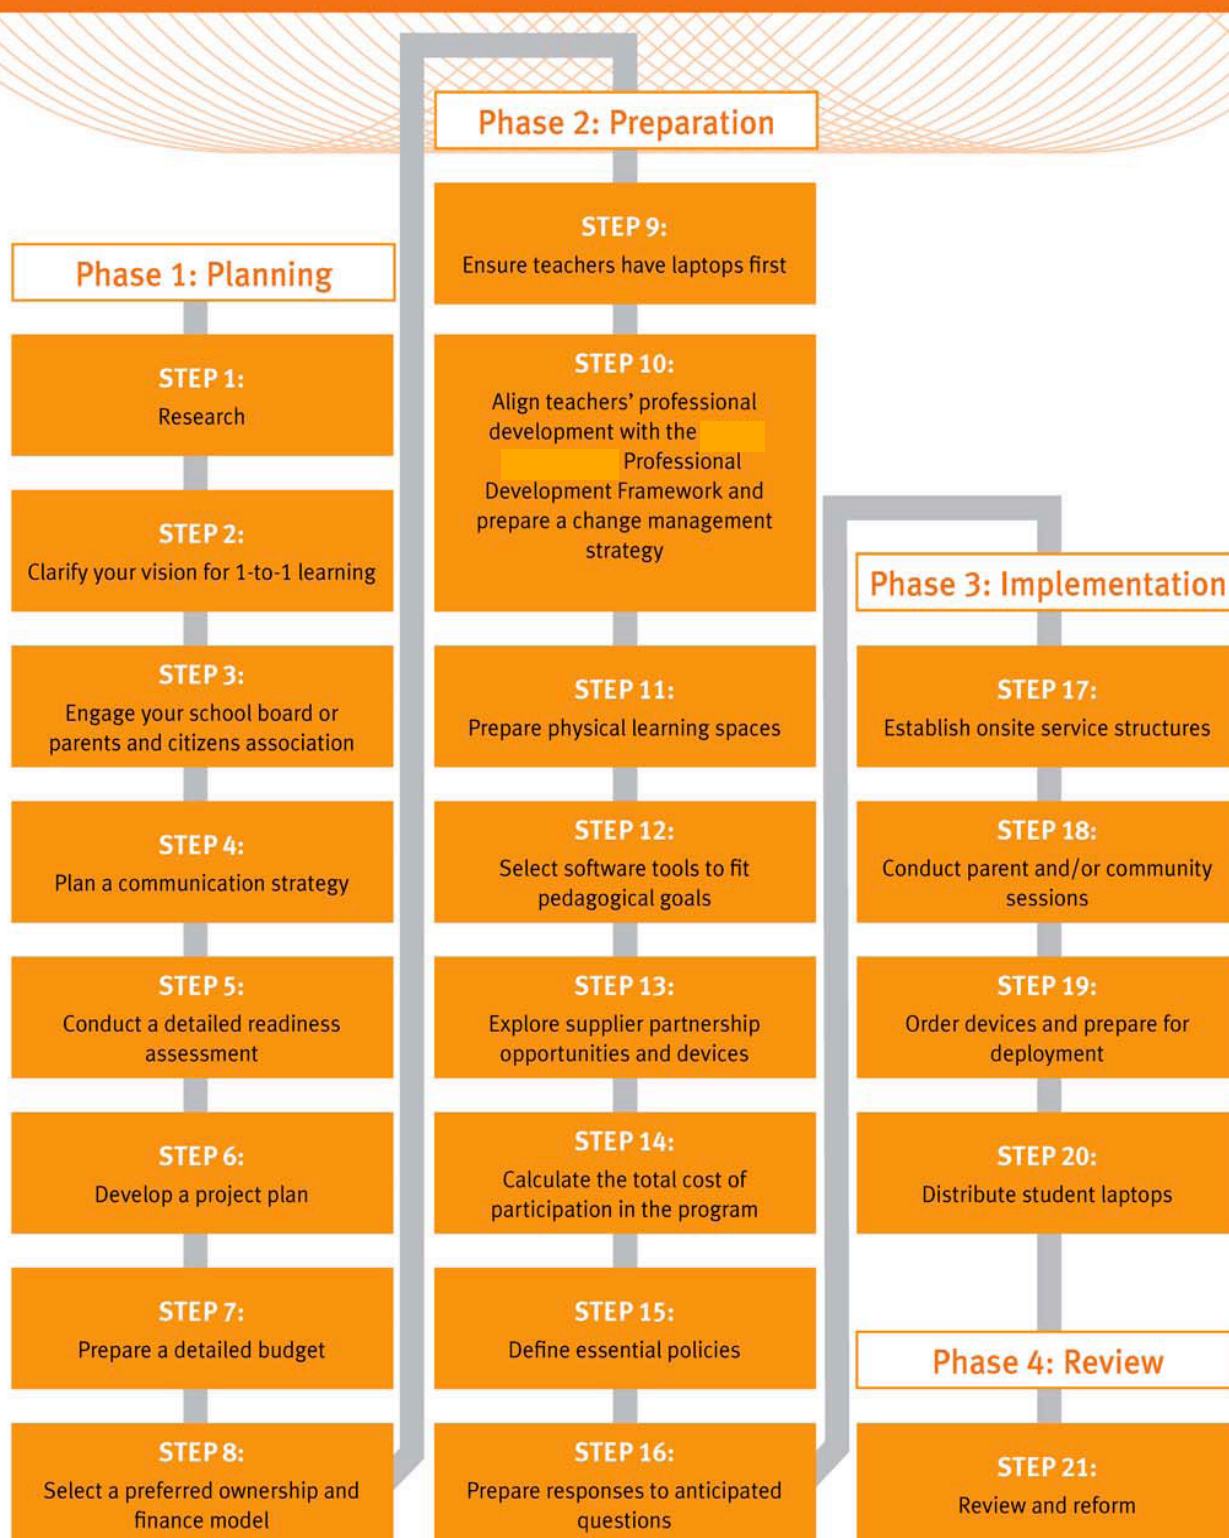 Phase 1: Planning
STEP 1:
Research
STEP 2:
Clarify your vision for 1-to-1 learning
STEP 3:
Engage your school board or
parents and citizens association
STEP 4:
Plan a communication strategy
STEP 5:
Conduct a detailed readiness
assessment
STEP 6:
Develop a project plan
STEP 7:
Prepare a detailed budget
STEP 8:
Select a preferred ownership and
finance model
Phase 2: Preparation
STEP 9:
Ensure teachers have laptops first
STEP 10:
Align teachers’ professional
development with the
Professional
Development Framework and
prepare a change management
strategy
STEP 11:
Prepare physical learning spaces
STEP 12:
Select software tools to fit
pedagogical goals
STEP 13:
Explore supplier partnership
opportunities and devices
STEP 14:
Calculate the total cost of
participation in the program
STEP 15:
Define essential policies
STEP 16:
Prepare responses to anticipated
questions
Phase 3: Implementation
STEP 17:
Establish onsite service structures
STEP 18:
Conduct parent and/or community
sessions
STEP 19:
Order devices and prepare for
deployment
STEP 20:
Distribute student laptops
Phase 4: Review
STEP 21:
Review and reform